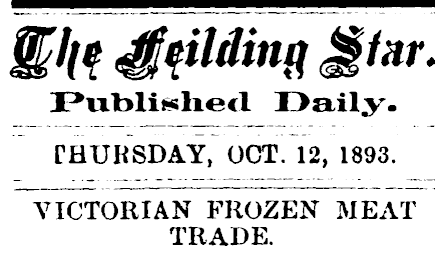 The Feilding Star.
Published Daily.
THURSDAY, OCT. 12, 1893.
VICTORIAN FROZEN MEAT
TRADE.